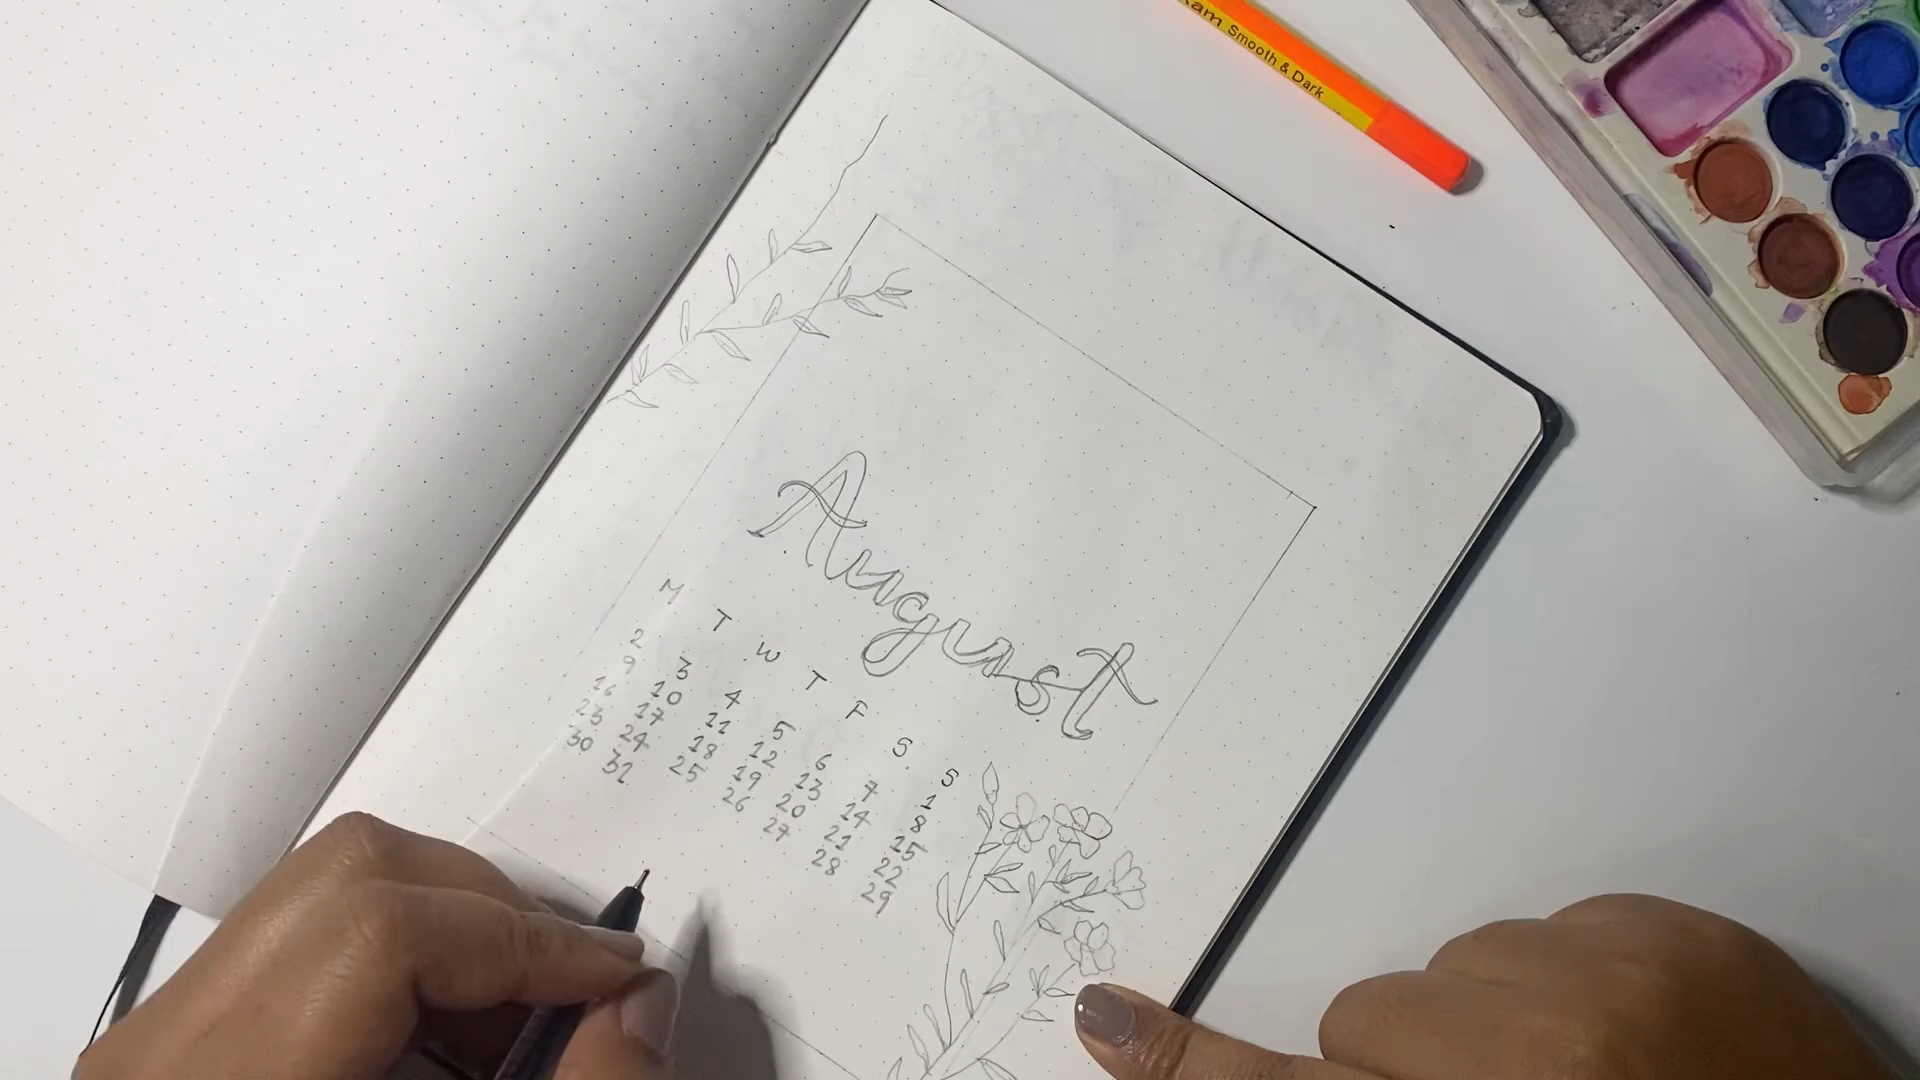 Smooth & Dark
August
M T W T F S S
1
2 3 4 5 6 7 8
9 10 11 12 13 14 15
16 17 18 19 20 21 22
23 24 25 26 27 28 29
30 31